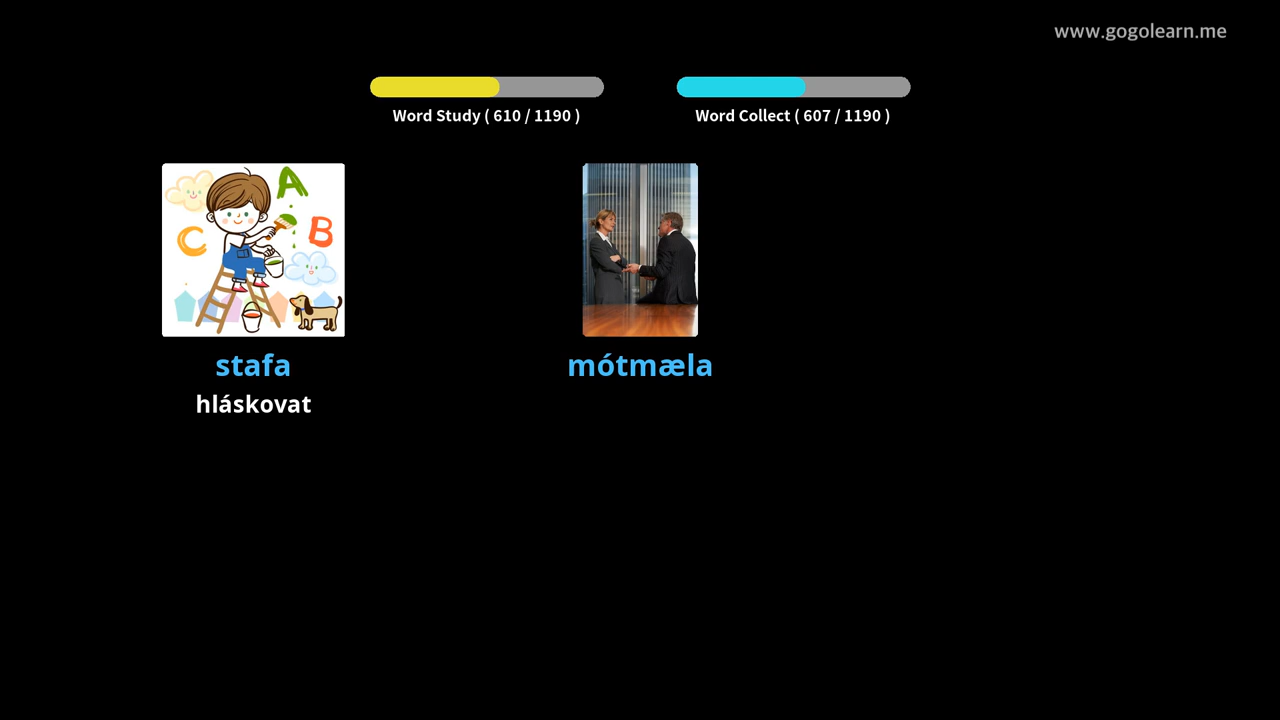 www.gogolearn.me
Word Study ( 610 / 1190 )
Word Collect ( 607 / 1190 )
A
B
C
stafa
mótmæla
hláskovat